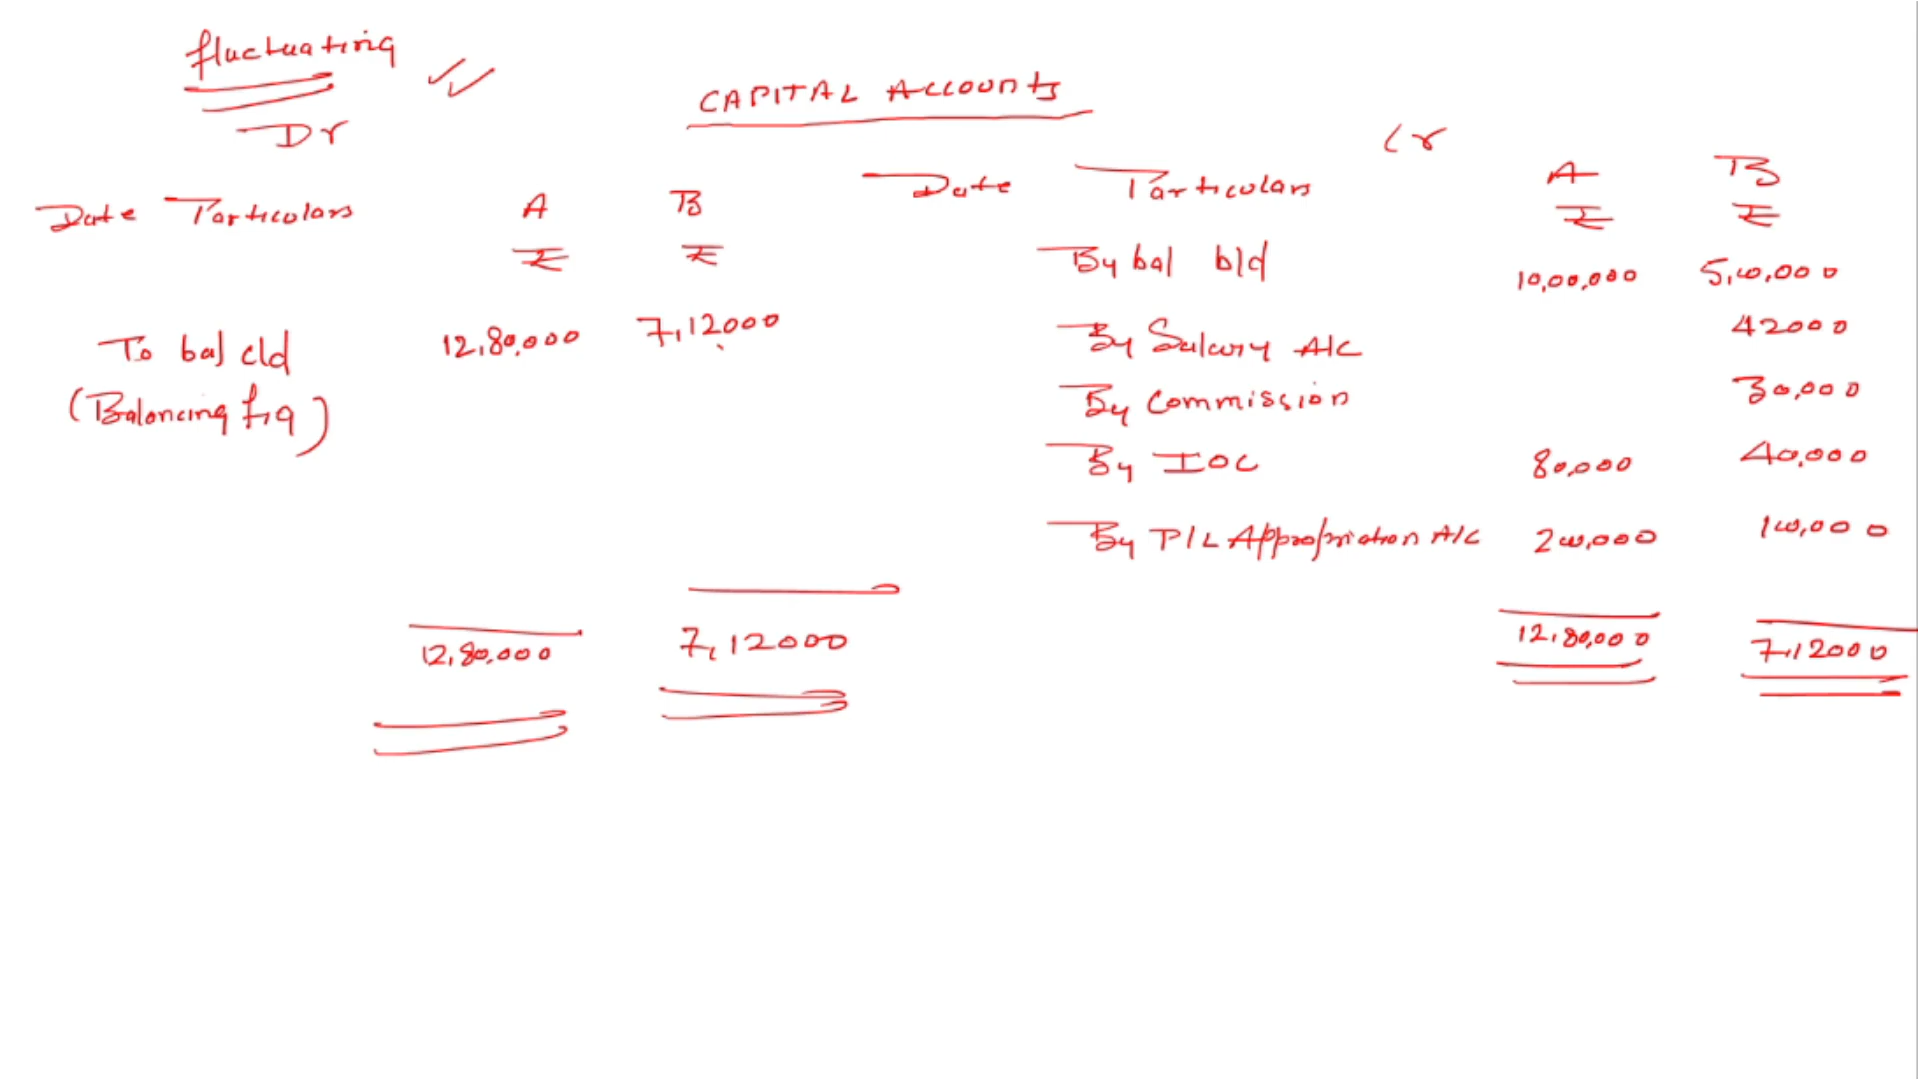 fluctuating
CAPITAL ACCOUNTS
Dr Cr
Date Particulars A B Date Particulars A B
₹ ₹ ₹ ₹
By bal b/d 10,00,000 5,00,000
To bal c/d 12,80,000 7,12000 By Salary A/C 42000
(Balancing fig) By Commission 30,000
By IOC 80,000 40,000
By P/L Appropriation A/C 200,000 100,000
12,80,000 7,12000 12,80,000 7,12000